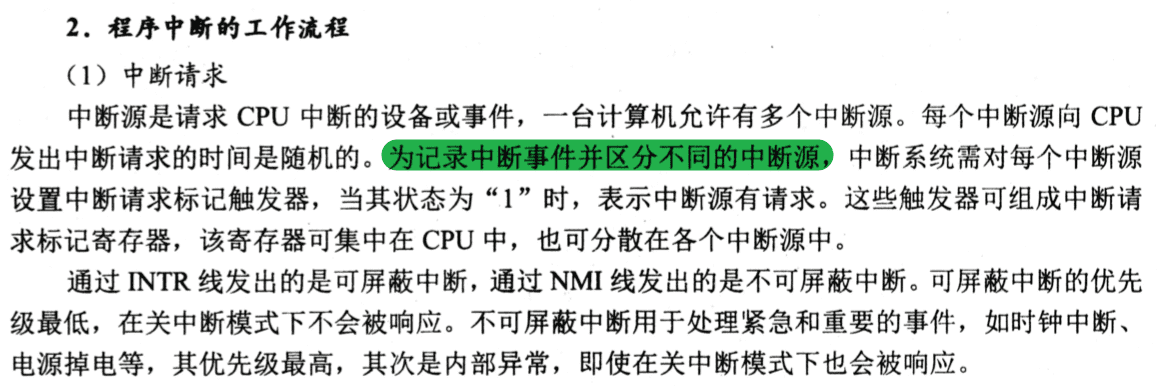 2．程序中断的工作流程
（1）中断请求
中断源是请求 CPU 中断的设备或事件，一台计算机允许有多个中断源。每个中断源向 CPU
发出中断请求的时间是随机的。为记录中断事件并区分不同的中断源，中断系统需对每个中断源
设置中断请求标记触发器，当其状态为“1”时，表示中断源有请求。这些触发器可组成中断请
求标记寄存器，该寄存器可集中在 CPU 中，也可分散在各个中断源中。
通过 INTR 线发出的是可屏蔽中断，通过 NMI 线发出的是不可屏蔽中断。可屏蔽中断的优先
级最低，在关中断模式下不会被响应。不可屏蔽中断用于处理紧急和重要的事件，如时钟中断、
电源掉电等，其优先级最高，其次是内部异常，即使在关中断模式下也会被响应。